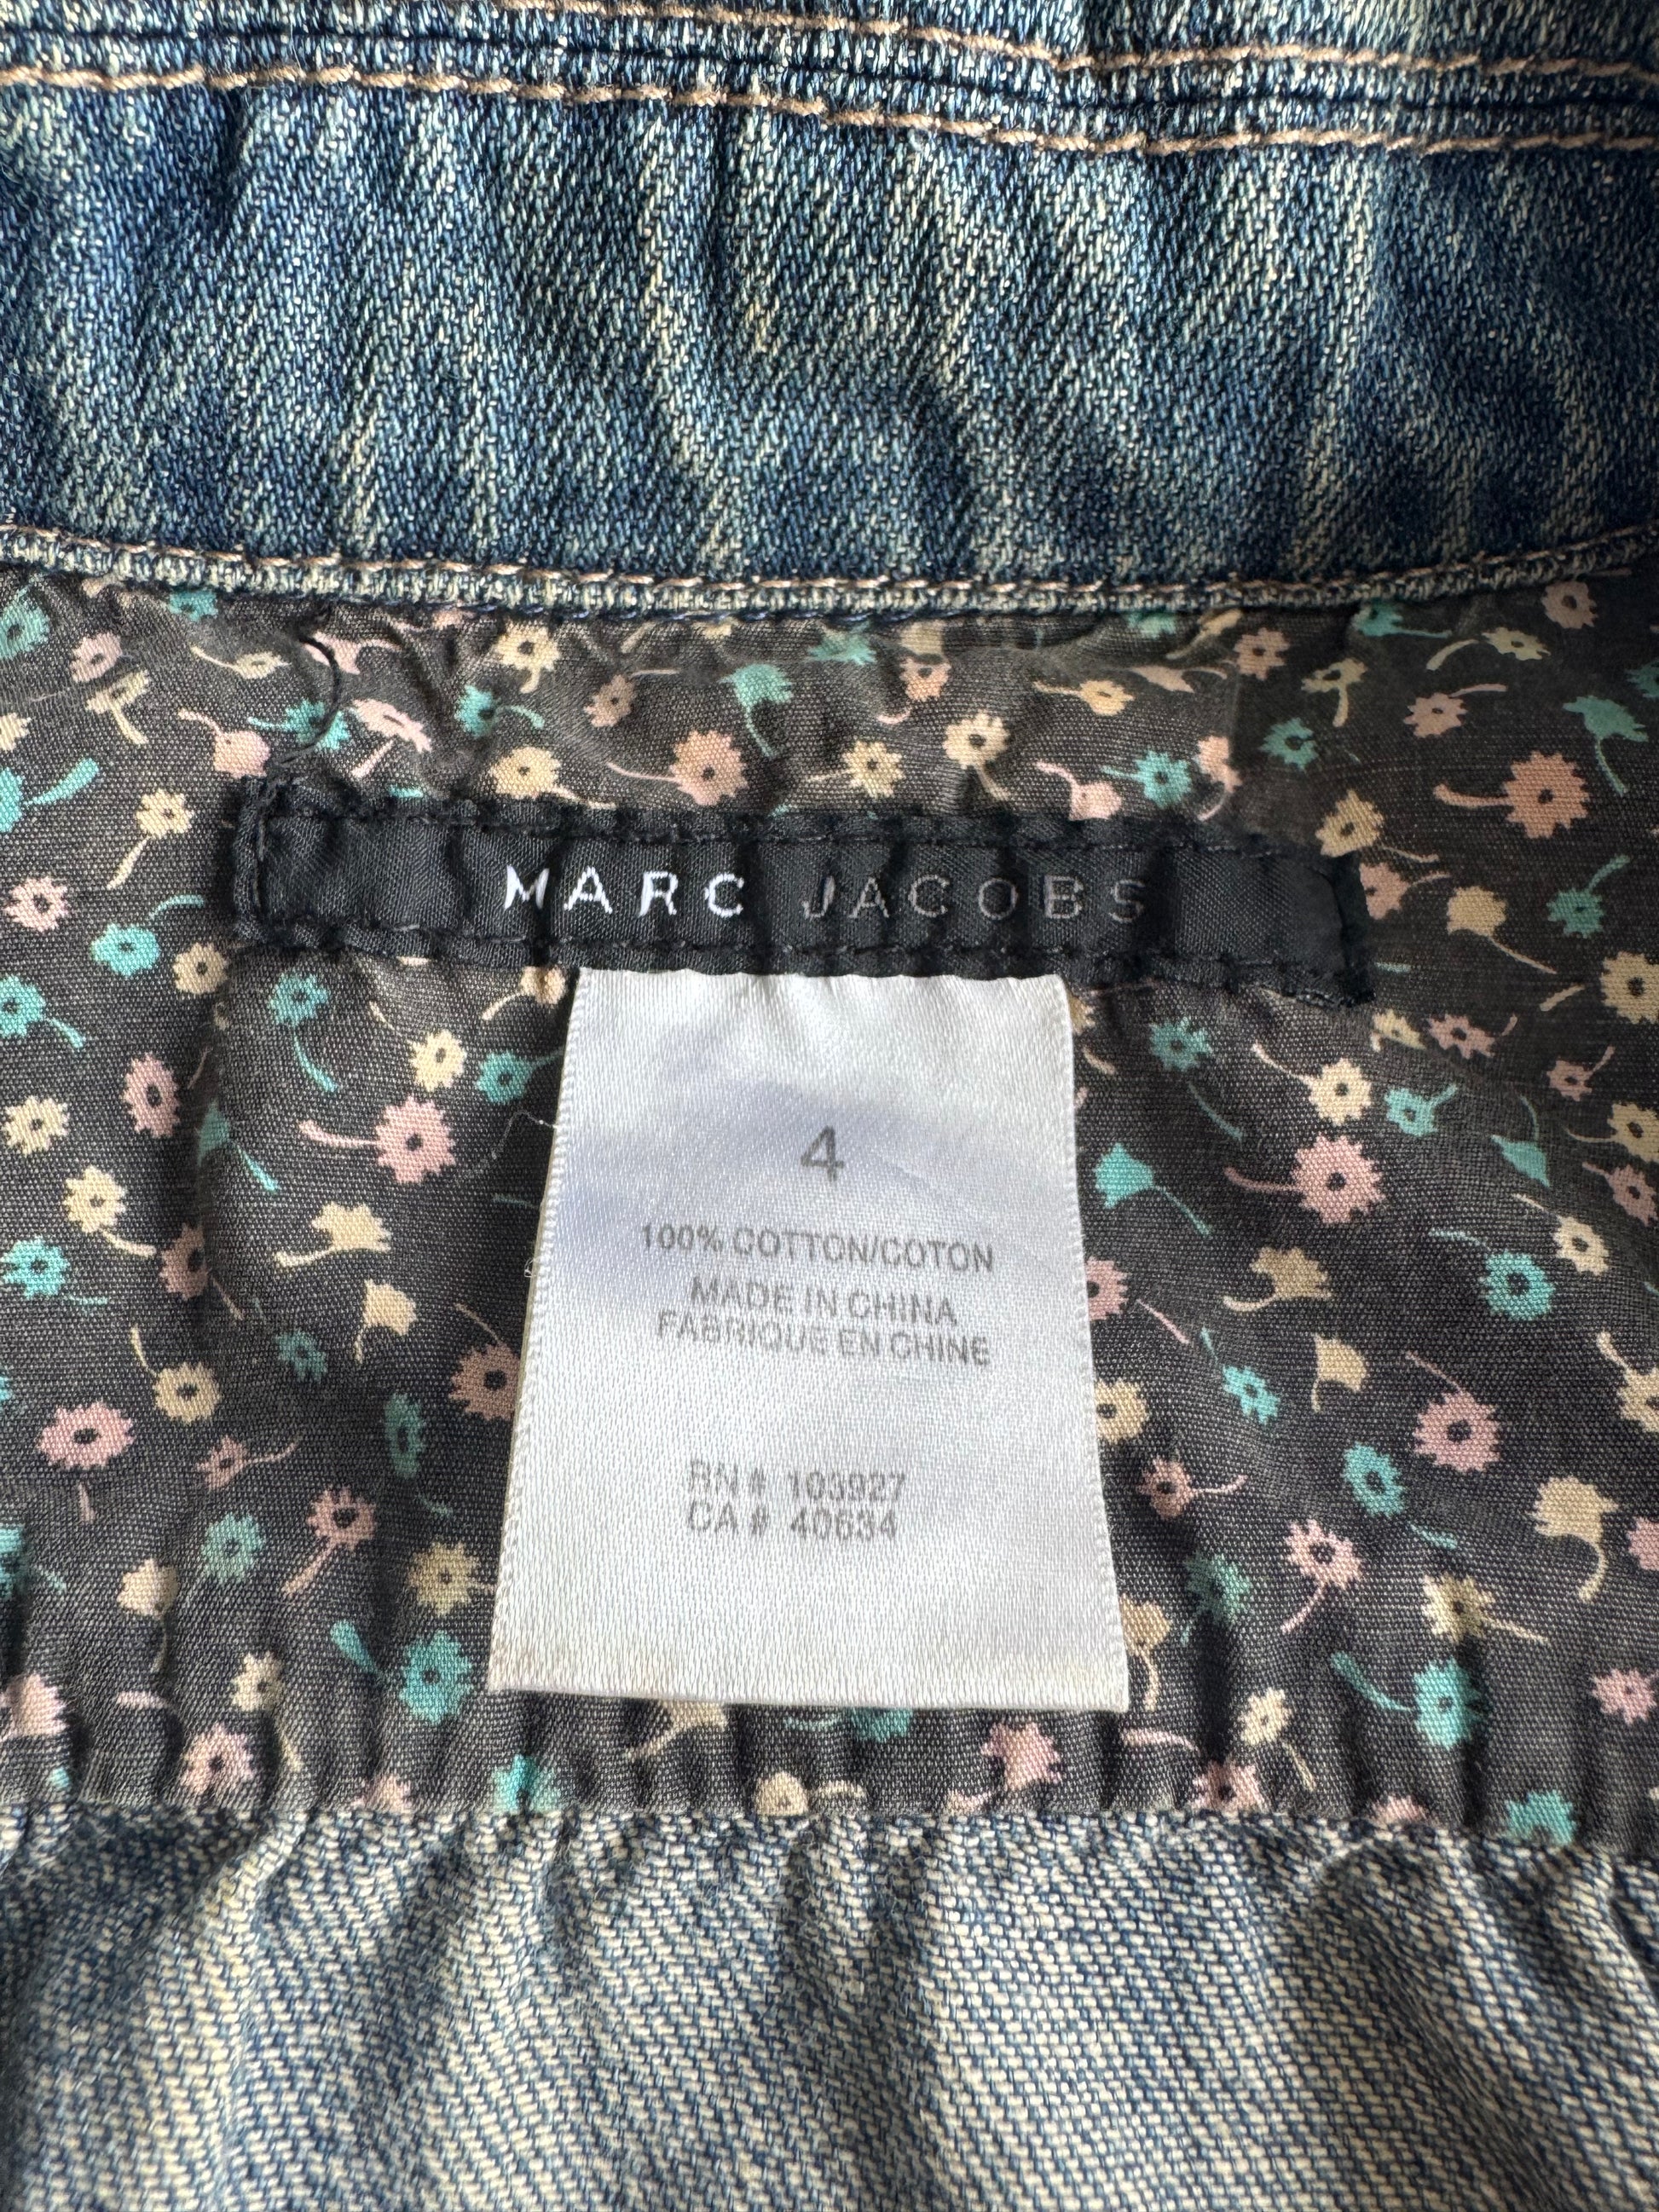 MARC JACOBS
4
100% COTTON/COTON
MADE IN CHINA
FABRIQUE EN CHINE
RN# 103927
CA# 40634